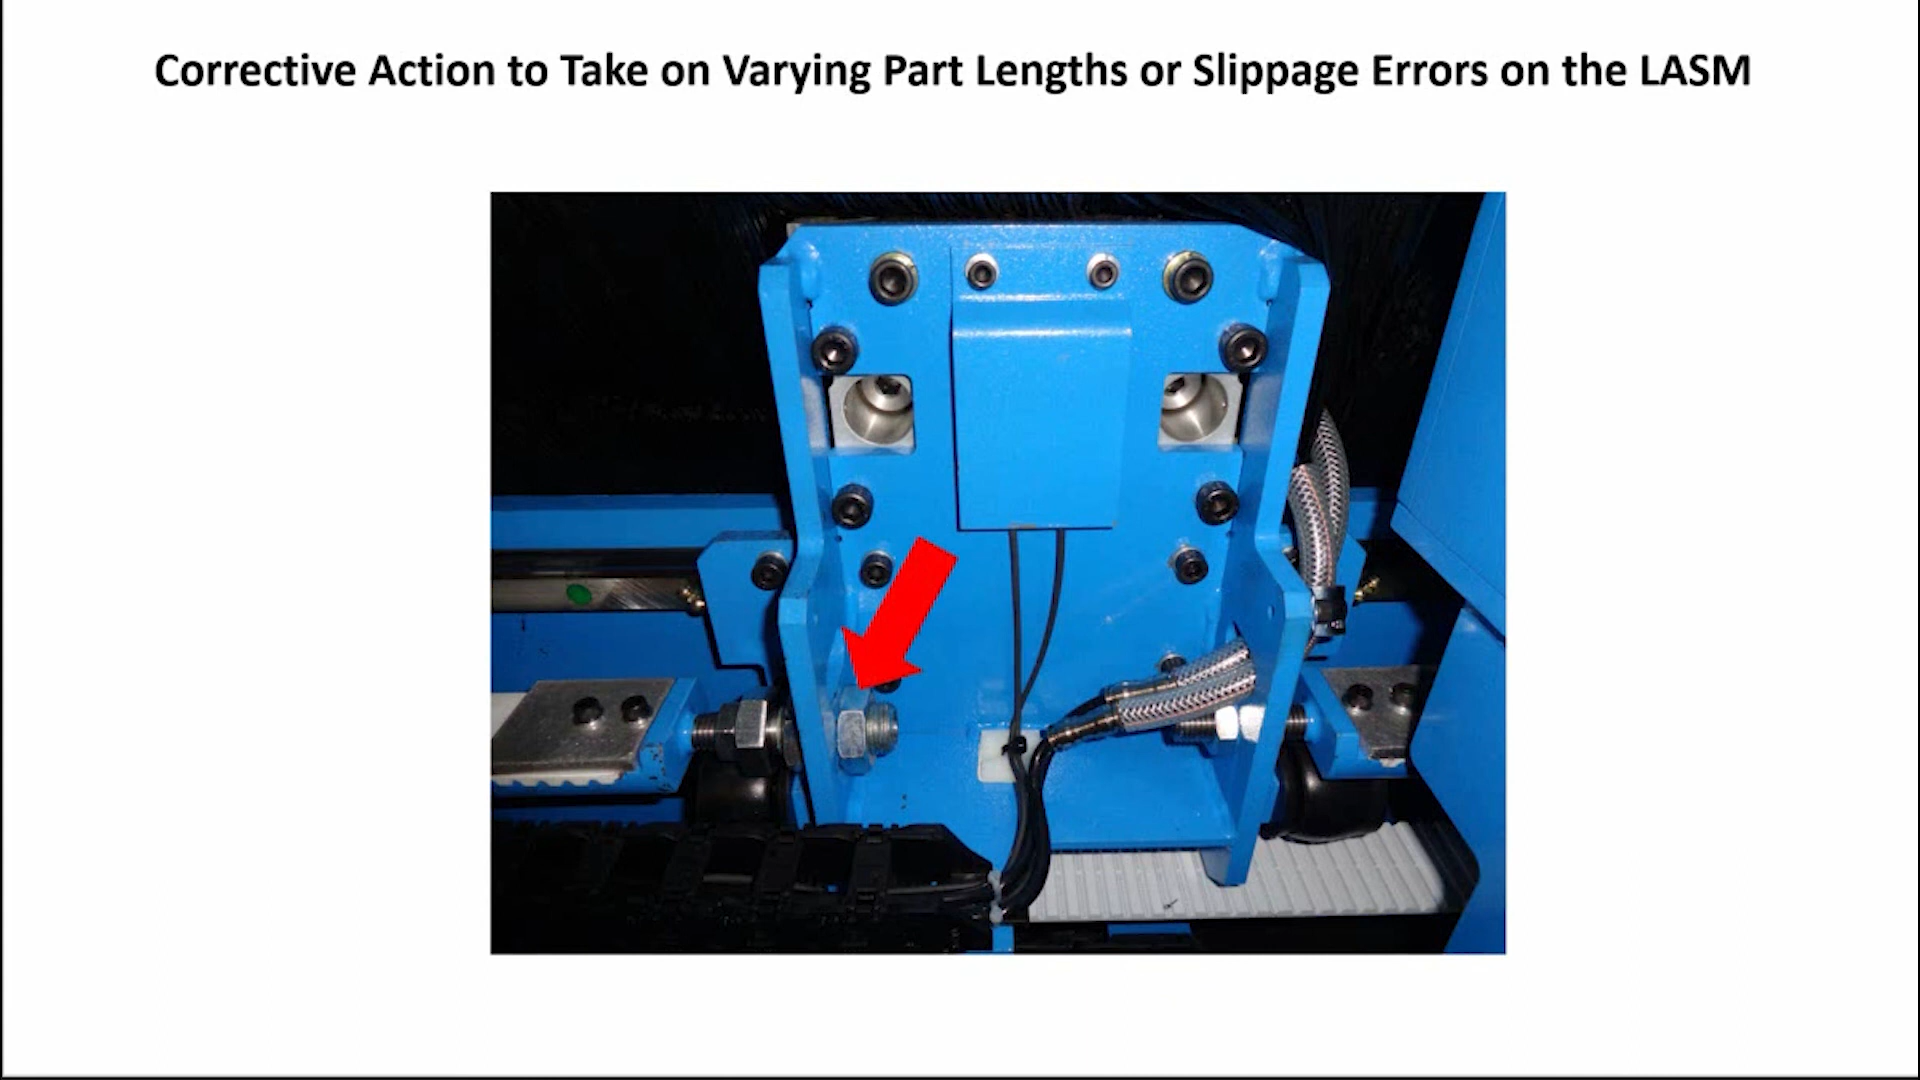 Corrective Action to Take on Varying Part Lengths or Slippage Errors on the LASM